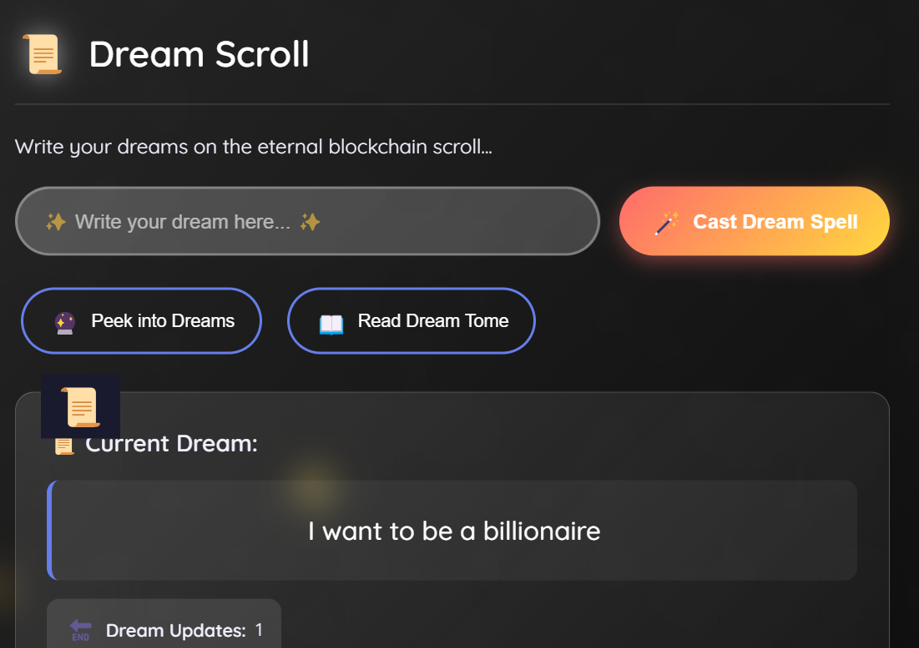 Dream Scroll
Write your dreams on the eternal blockchain scroll...
✨ Write your dream here... ✨
Cast Dream Spell
Peek into Dreams
Read Dream Tome
Current Dream:
I want to be a billionaire
END
Dream Updates: 1